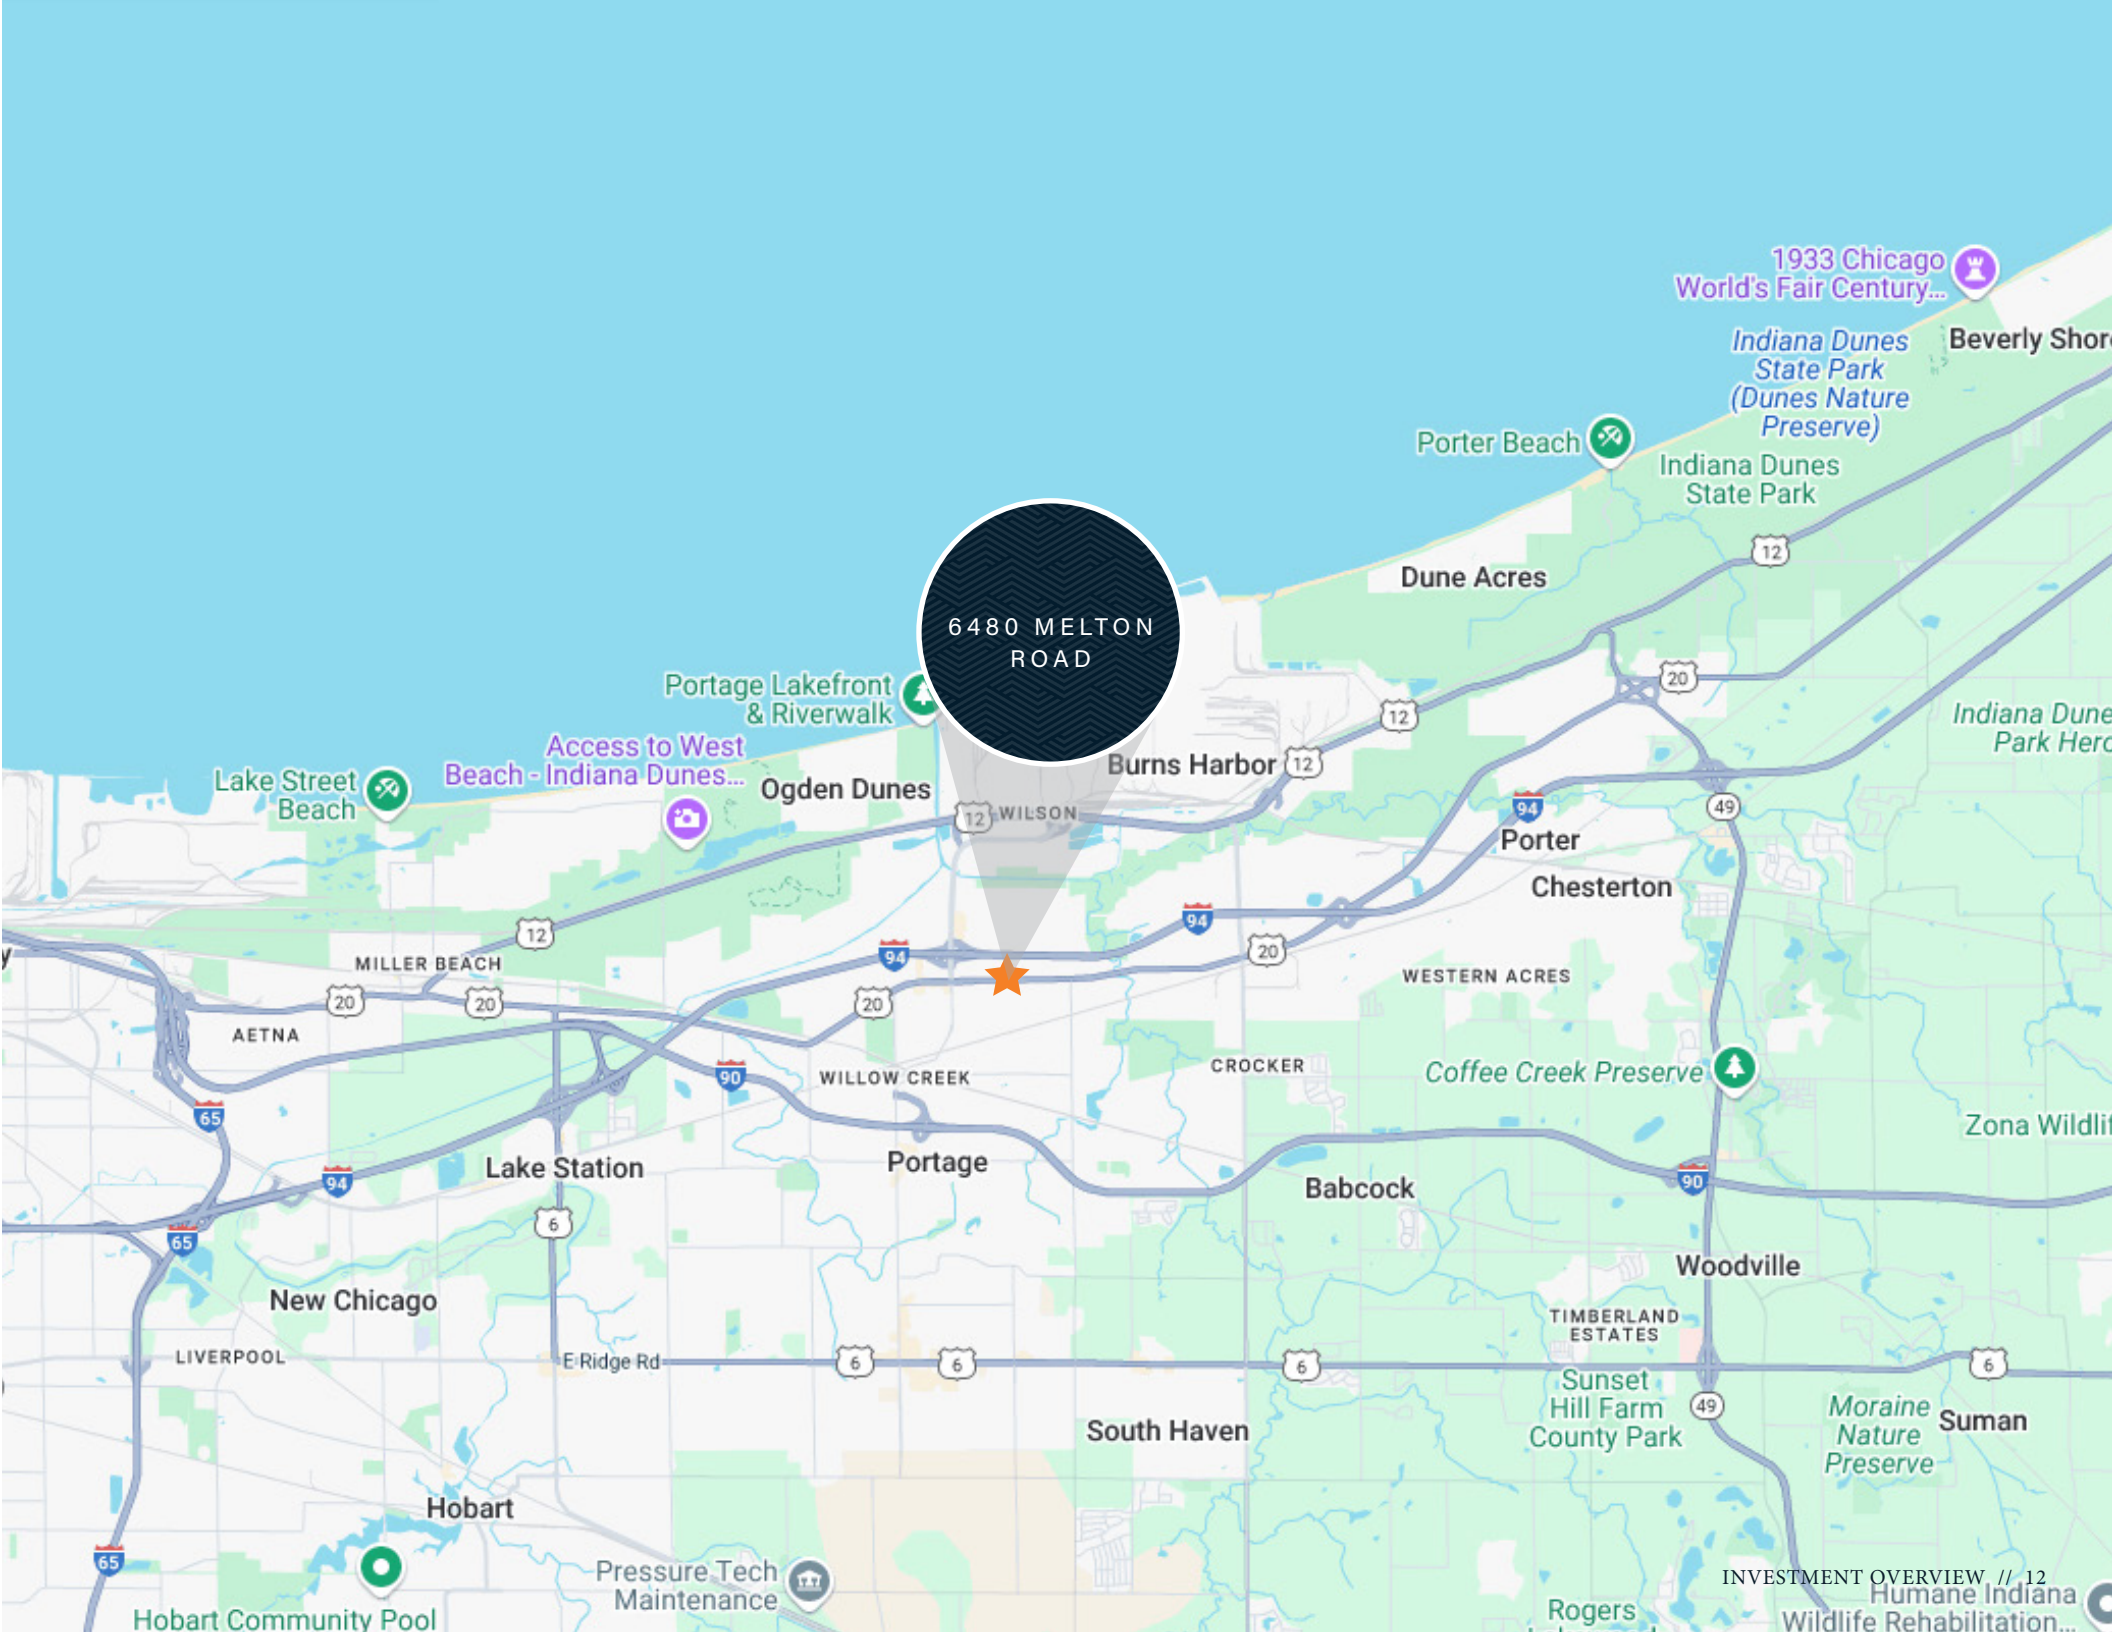 1933 Chicago
World's Fair Century...
Indiana Dunes
State Park
(Dunes Nature
Preserve)
Beverly Shor
Porter Beach
Indiana Dunes
State Park
12
Dune Acres
6480 MELTON
ROAD
20
Portage Lakefront
& Riverwalk
12
Indiana Dune
Park Hero
Access to West
Beach - Indiana Dunes...
Burns Harbor
12
Lake Street
Beach
Ogden Dunes
12
WILSON
94
49
Porter
Chesterton
94
12
20
94
MILLER BEACH
WESTERN ACRES
20
20
20
AETNA
CROCKER
Coffee Creek Preserve
90
WILLOW CREEK
65
Zona Wildlif
Lake Station
Portage
94
Babcock
90
6
65
Woodville
New Chicago
TIMBERLAND
ESTATES
LIVERPOOL
E Ridge Rd
6
6
6
6
Sunset
Hill Farm
County Park
49
Moraine
Nature
Preserve
Suman
South Haven
Hobart
65
Pressure Tech
Maintenance
INVESTMENT OVERVIEW // 12
Humane Indiana
Wildlife Rehabilitation...
Hobart Community Pool
Rogers